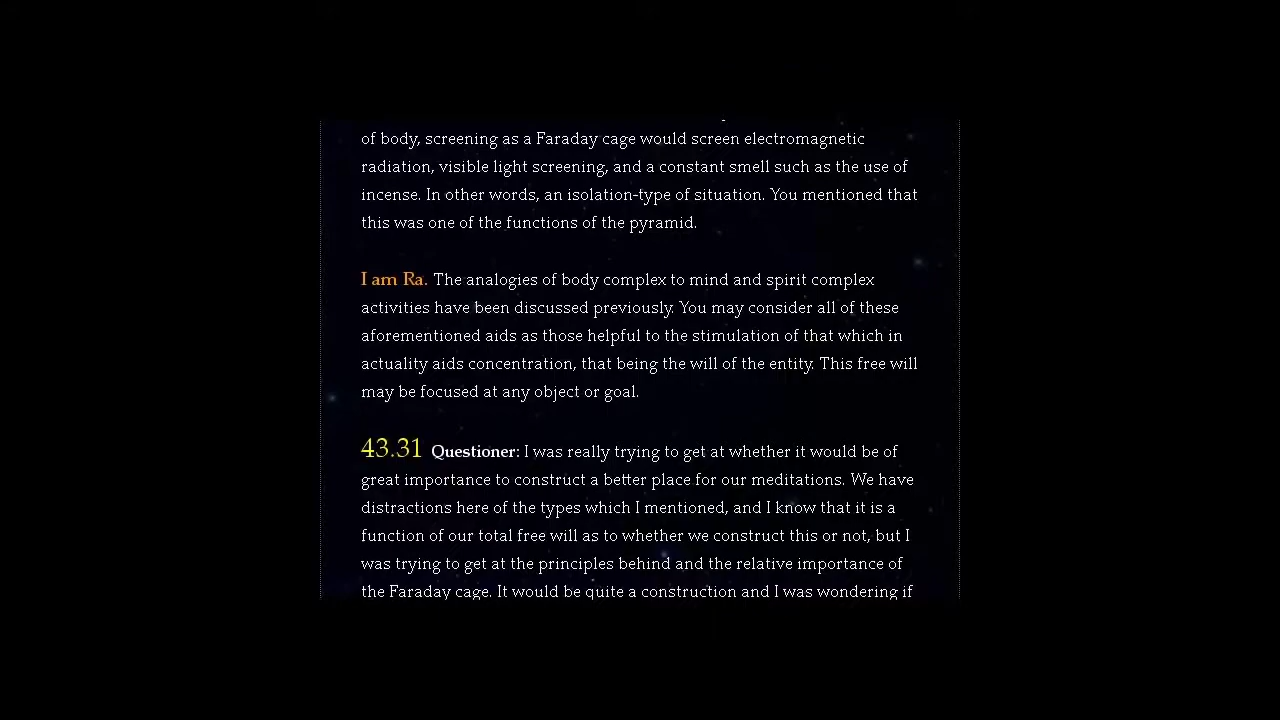 of body, screening as a Faraday cage would screen electromagnetic
radiation, visible light screening, and a constant smell such as the use of
incense. In other words, an isolation-type of situation. You mentioned that
this was one of the functions of the pyramid.
I am Ra. The analogies of body complex to mind and spirit complex
activities have been discussed previously. You may consider all of these
aforementioned aids as those helpful to the stimulation of that which in
actuality aids concentration, that being the will of the entity. This free will
may be focused at any object or goal.
43.31 Questioner: I was really trying to get at whether it would be of
great importance to construct a better place for our meditations. We have
distractions here of the types which I mentioned, and I know that it is a
function of our total free will as to whether we construct this or not, but I
was trying to get at the principles behind and the relative importance of
the Faraday cage. It would be quite a construction and I was wondering if